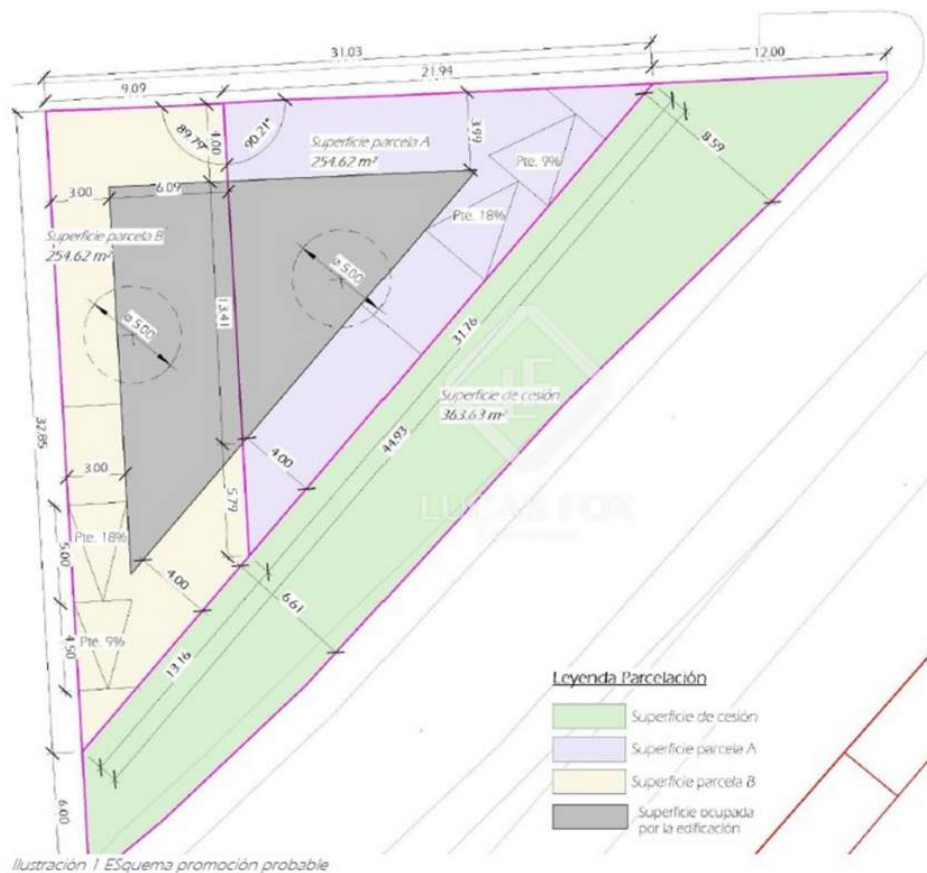 31.03
12.00
9.09
21.94
89.79°
4.00
90.21°
3.99
8.59
Superficie parcela A
254.62 m²
Pte. 9%
3.00
6.09
Pte. 18%
Superficie parcela B
254.62 m²
ø 5.00
ø 5.00
13.41
31.76
Superficie de cesión
363.63 m²
32.85
44.93
4.00
3.00
5.79
LUCAS FOX
Pte. 18%
5.00
4.00
6.61
Pte. 9%
4.50
13.16
6.00
Leyenda Parcelación
Superficie de cesión
Superficie parcela A
Superficie parcela B
Superficie ocupada
por la edificación
Ilustración 1 ESquema promoción probable